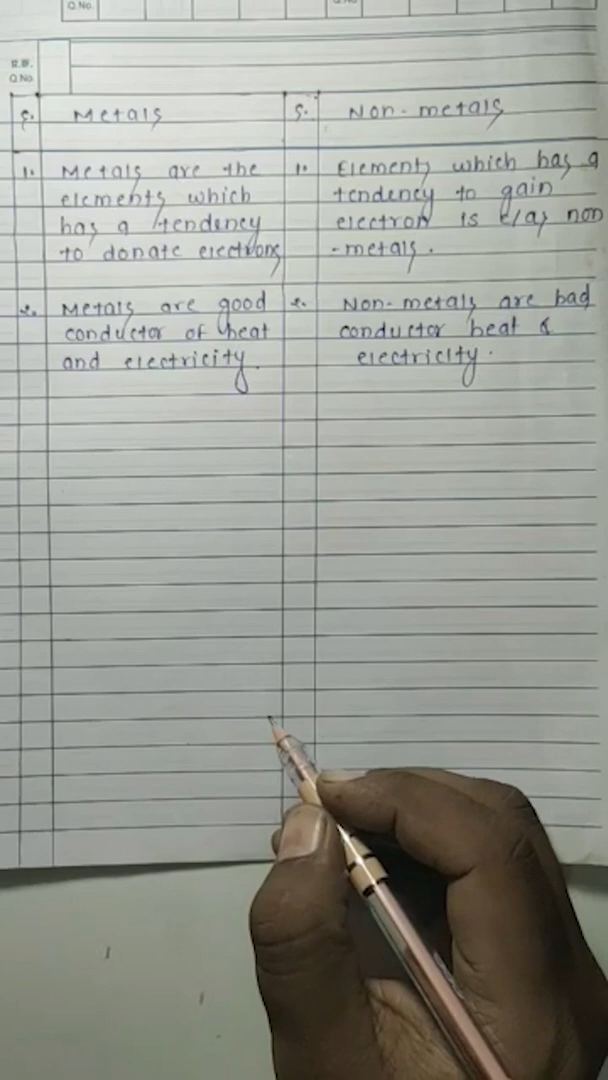 Q.No.
Q.No.
प्र.क्र.
Q.No.
S. Metals S. Non-metals
1. Metals are the
elements which
has a tendency
to donate electrons
1. Elements which has a
tendency to gain
electron is k/as non
-metals.
2. Metals are good
conductor of heat
and electricity.
2. Non-metals are bad
conductor heat &
electricity.